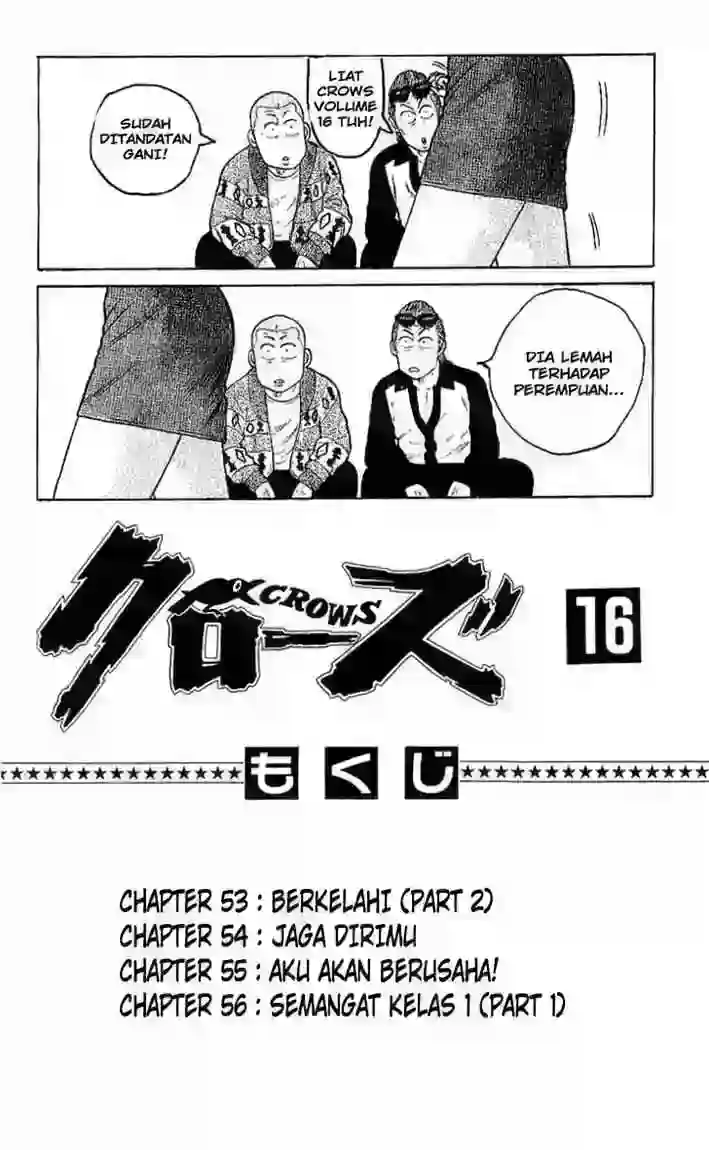 LIAT
CROWS
VOLUME
16 TUH!
SUDAH
DITANDATAN
GANI!
DIA LEMAH
TERHADAP
PEREMPUAN...
クローズ
CROWS
16
もくじ
CHAPTER 53 : BERKELAHI (PART 2)
CHAPTER 54 : JAGA DIRIMU
CHAPTER 55 : AKU AKAN BERUSAHA!
CHAPTER 56 : SEMANGAT KELAS 1 (PART 1)